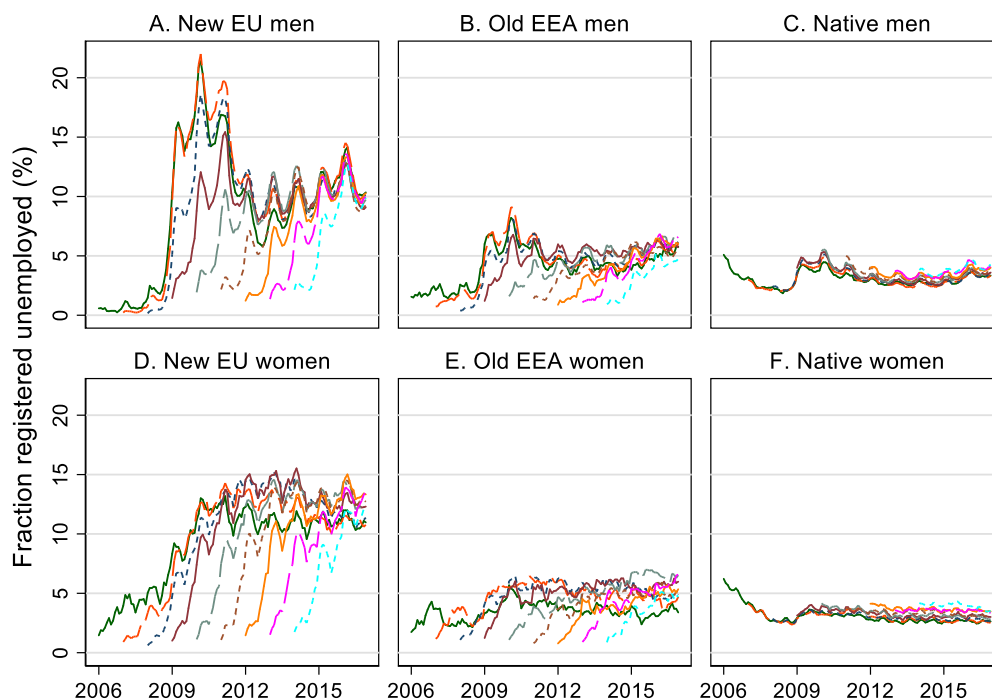 A. New EU men
B. Old EEA men
C. Native men
Fraction registered unemployed (%)
20
15
10
5
0
D. New EU women
E. Old EEA women
F. Native women
20
15
10
5
0
2006 2009 2012 2015
2006 2009 2012 2015
2006 2009 2012 2015